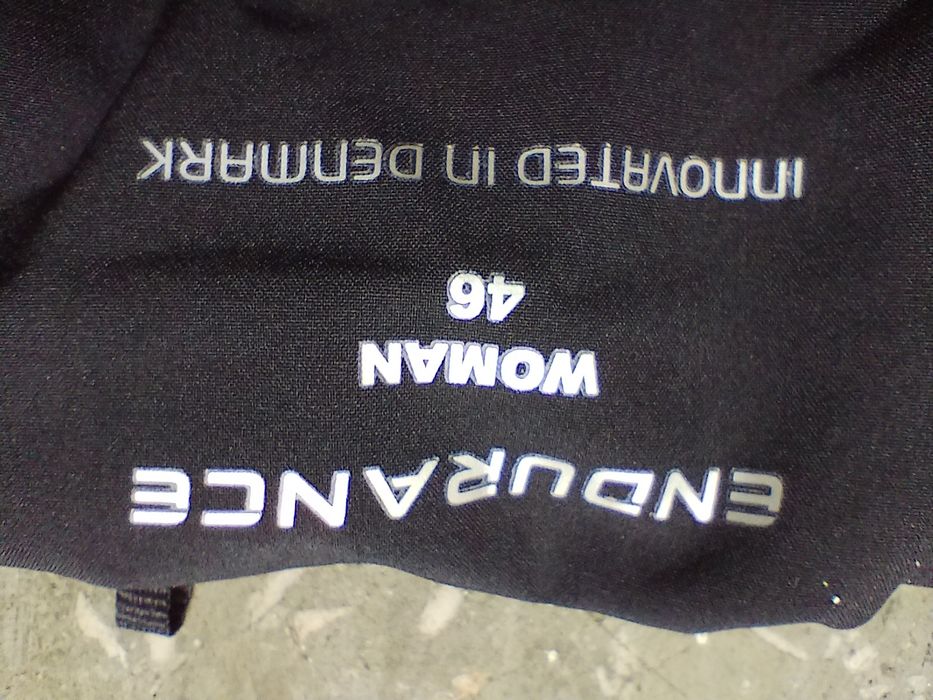 ENDURANCE
WOMAN
46
INNOVATED IN DENMARK